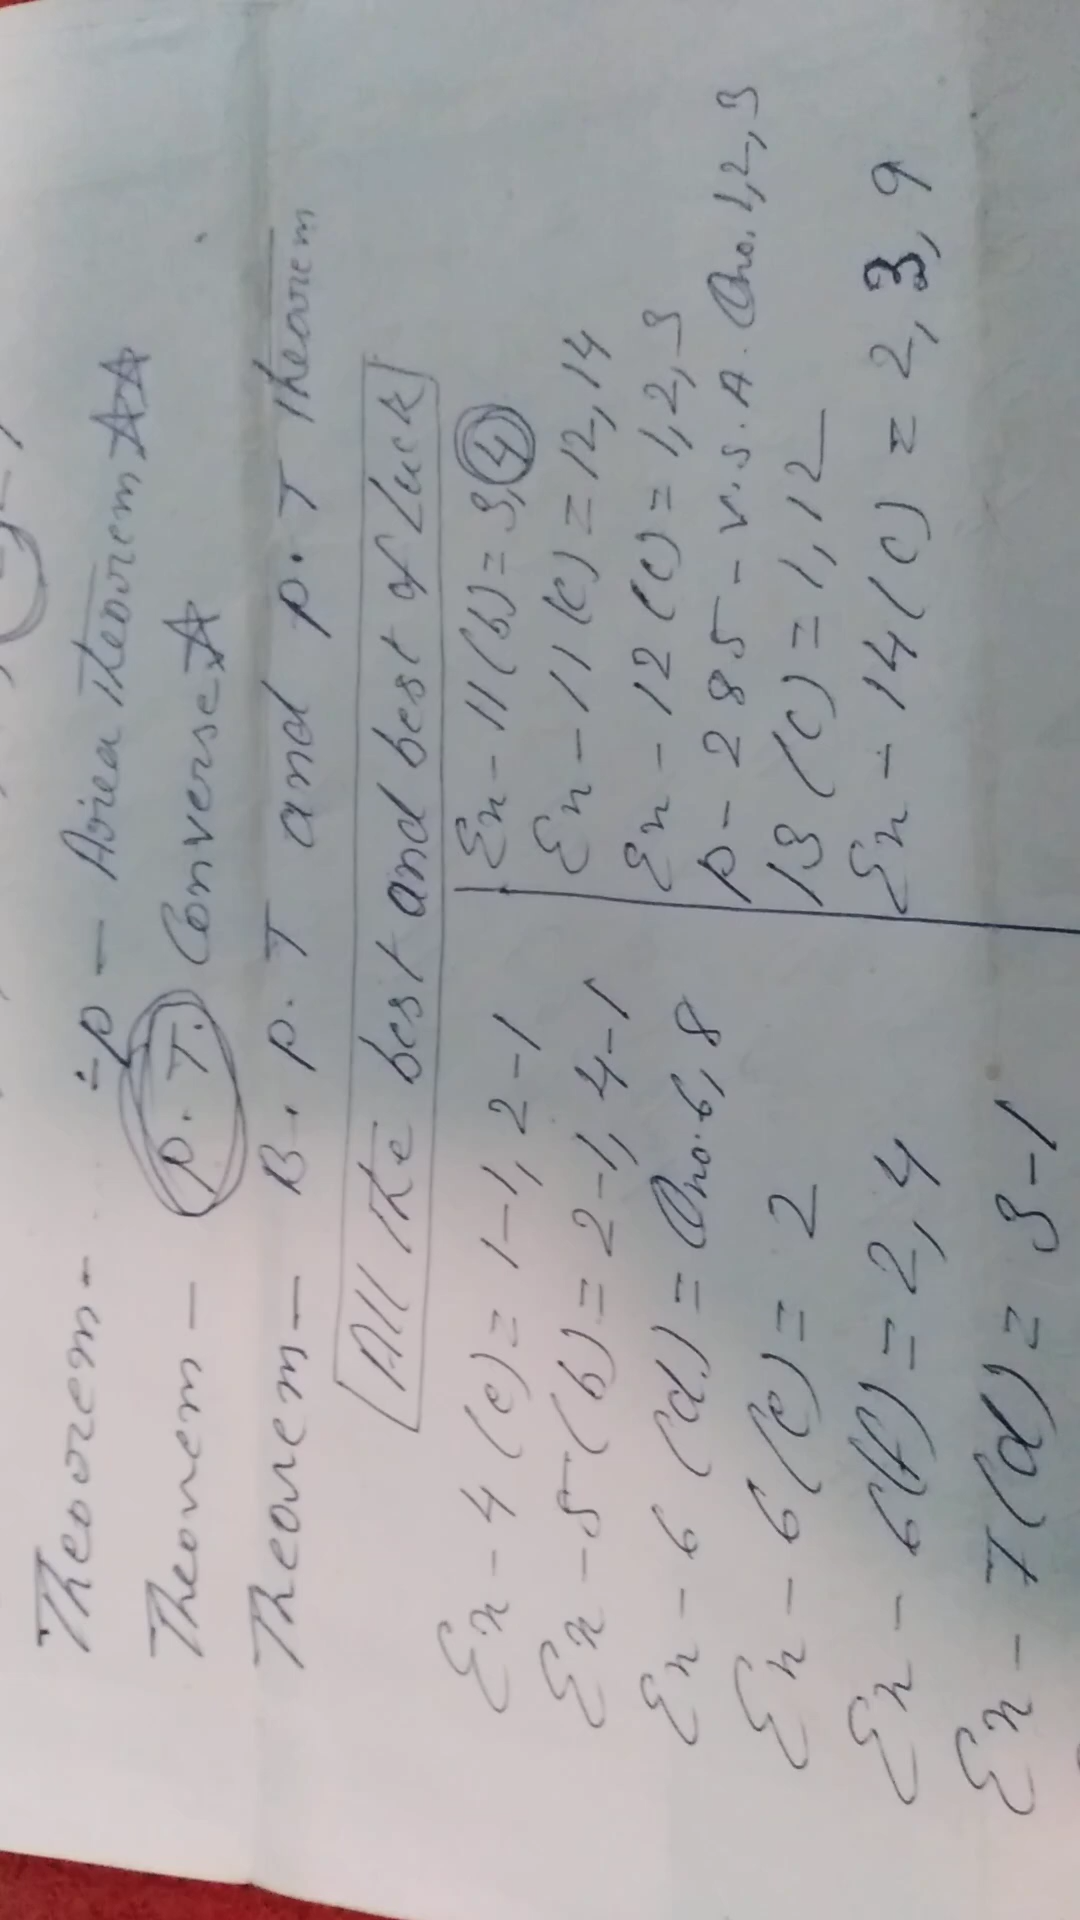 Theorem - ÷p - Area Theorem
Theorem - P.T. Converse
Theorem - B.P.T and P.T Theorem
All the best and best of Luck
Ex - 4 (c) = 1-1, 2-1
Ex - 5 (b) = 2-1, 4-1
Ex - 6 (d) = Qno. 6, 8
Ex - 6 (e) = 2
Ex - 6 (f) = 2, 4
Ex - 7 (d) = 3-1
Ex - 11 (b) = 3, 4
Ex - 11 (c) = 12, 14
Ex - 12 (c) = 1, 2, 3
P - 285 - V.S.A. Qno. 1, 2, 3
13 (c) = 1, 12
Ex - 14 (c) = 2, 3, 9